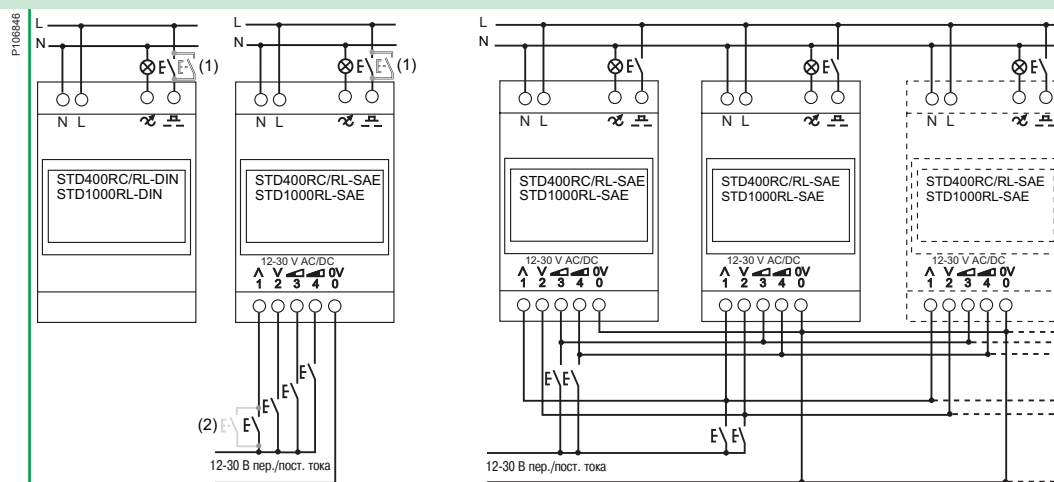 P106846
L
N
(1)
N L
STD400RC/RL-DIN
STD1000RL-DIN
L
N
(1)
N L
STD400RC/RL-SAE
STD1000RL-SAE
12-30 V AC/DC
0V
1 2 3 4 0
(2)
12-30 В пер./пост. тока
L
N
N L
STD400RC/RL-SAE
STD1000RL-SAE
12-30 V AC/DC
0V
1 2 3 4 0
N L
STD400RC/RL-SAE
STD1000RL-SAE
12-30 V AC/DC
0V
1 2 3 4 0
N L
STD400RC/RL-SAE
STD1000RL-SAE
12-30 V AC/DC
0V
1 2 3 4 0
12-30 В пер./пост. тока